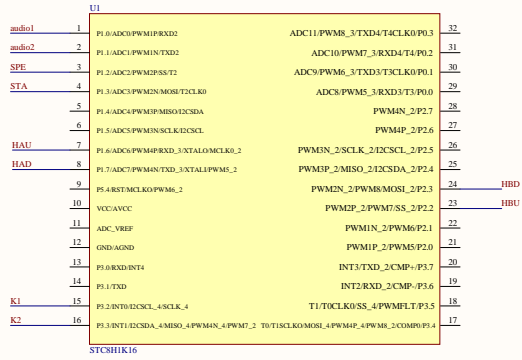 U1
audio1 1 P1.0/ADC0/PWM1P/RXD2 ADC11/PWM8_3/TXD4/T4CLKO/P0.3 32
audio2 2 P1.1/ADC1/PWM1N/TXD2 ADC10/PWM7_3/RXD4/T4/P0.2 31
SPE 3 P1.2/ADC2/PWM2P/SS/T2 ADC9/PWM6_3/TXD3/T3CLKO/P0.1 30
STA 4 P1.3/ADC3/PWM2N/MOSI/T2CLKO ADC8/PWM5_3/RXD3/T3/P0.0 29
5 P1.4/ADC4/PWM3P/MISO/I2CSDA PWM4N_2/P2.7 28
6 P1.5/ADC5/PWM3N/SCLK/I2CSCL PWM4P_2/P2.6 27
HAU 7 P1.6/ADC6/PWM4P/RXD_3/XTALO/MCLKO_2 PWM3N_2/SCLK_2/I2CSCL_2/P2.5 26
HAD 8 P1.7/ADC7/PWM4N/TXD_3/XTALI/PWM5_2 PWM3P_2/MISO_2/I2CSDA_2/P2.4 25
9 P5.4/RST/MCLKO/PWM6_2 PWM2N_2/PWM8/MOSI_2/P2.3 24 HBD
10 VCC/AVCC PWM2P_2/PWM7/SS_2/P2.2 23 HBU
11 ADC_VREF PWM1N_2/PWM6/P2.1 22
12 GND/AGND PWM1P_2/PWM5/P2.0 21
13 P3.0/RXD/INT4 INT3/TXD_2/CMP+/P3.7 20
14 P3.1/TXD INT2/RXD_2/CMP-/P3.6 19
K1 15 P3.2/INT0/I2CSCL_4/SCLK_4 T1/T0CLKO/SS_4/PWMFLT/P3.5 18
K2 16 P3.3/INT1/I2CSDA_4/MISO_4/PWM4N_4/PWM7_2 T0/T1SCLKO/MOSI_4/PWM4P_4/PWM8_2/COMP0/P3.4 17
STC8H1K16